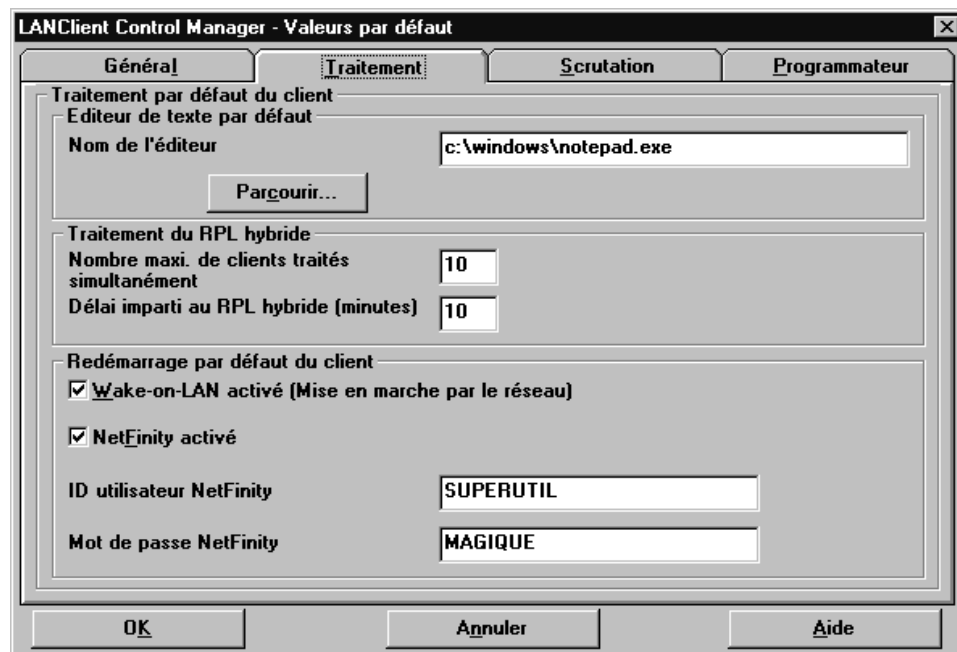 LANClient Control Manager - Valeurs par défaut
Général Traitement Scrutation Programmateur
Traitement par défaut du client
Editeur de texte par défaut
Nom de l'éditeur c:\windows\notepad.exe
Parcourir...
Traitement du RPL hybride
Nombre maxi. de clients traités
simultanément 10
Délai imparti au RPL hybride (minutes) 10
Redémarrage par défaut du client
Wake-on-LAN activé (Mise en marche par le réseau)
NetFinity activé
ID utilisateur NetFinity SUPERUTIL
Mot de passe NetFinity MAGIQUE
OK Annuler Aide